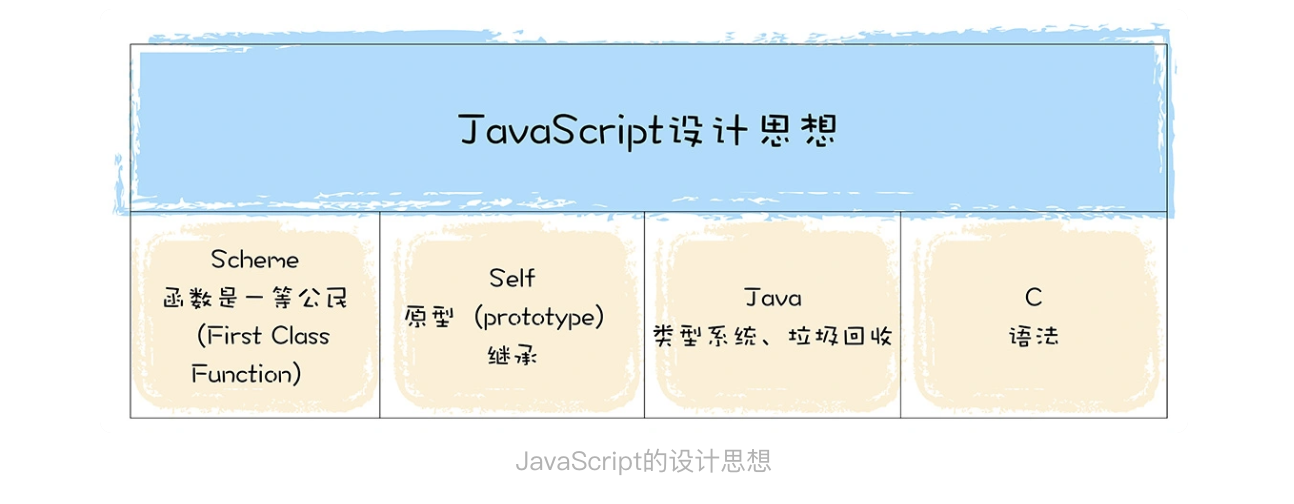 JavaScript设计思想
Scheme
函数是一等公民
(First Class
Function)
Self
原型 (prototype)
继承
Java
类型系统、垃圾回收
C
语法
JavaScript的设计思想